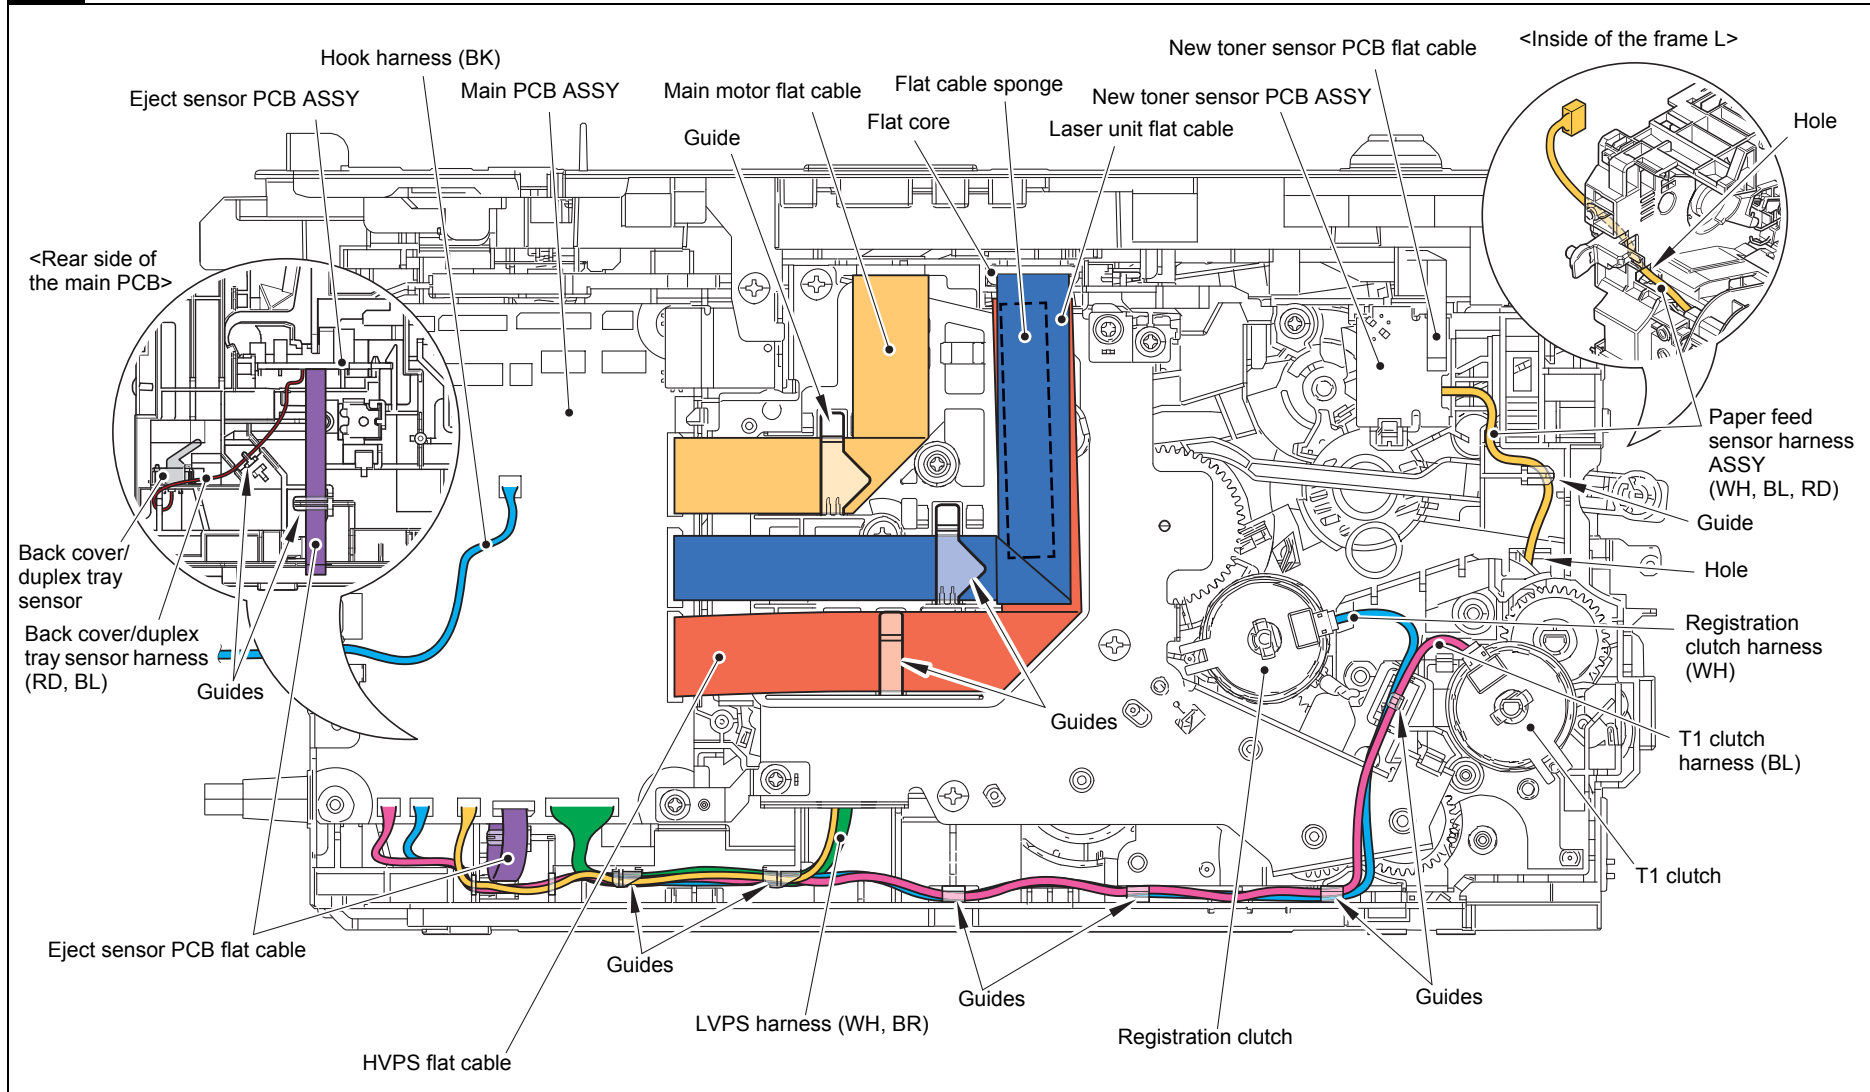 Hook harness (BK)
Eject sensor PCB ASSY
Main PCB ASSY
Main motor flat cable
Guide
Flat cable sponge
Flat core
New toner sensor PCB flat cable
New toner sensor PCB ASSY
Laser unit flat cable
<Inside of the frame L>
Hole
<Rear side of
the main PCB>
Paper feed
sensor harness
ASSY
(WH, BL, RD)
Guide
Hole
Back cover/
duplex tray
sensor
Back cover/duplex
tray sensor harness
(RD, BL)
Guides
Registration
clutch harness
(WH)
Guides
T1 clutch
harness (BL)
T1 clutch
Eject sensor PCB flat cable
Guides
Guides
Guides
LVPS harness (WH, BR)
Registration clutch
HVPS flat cable